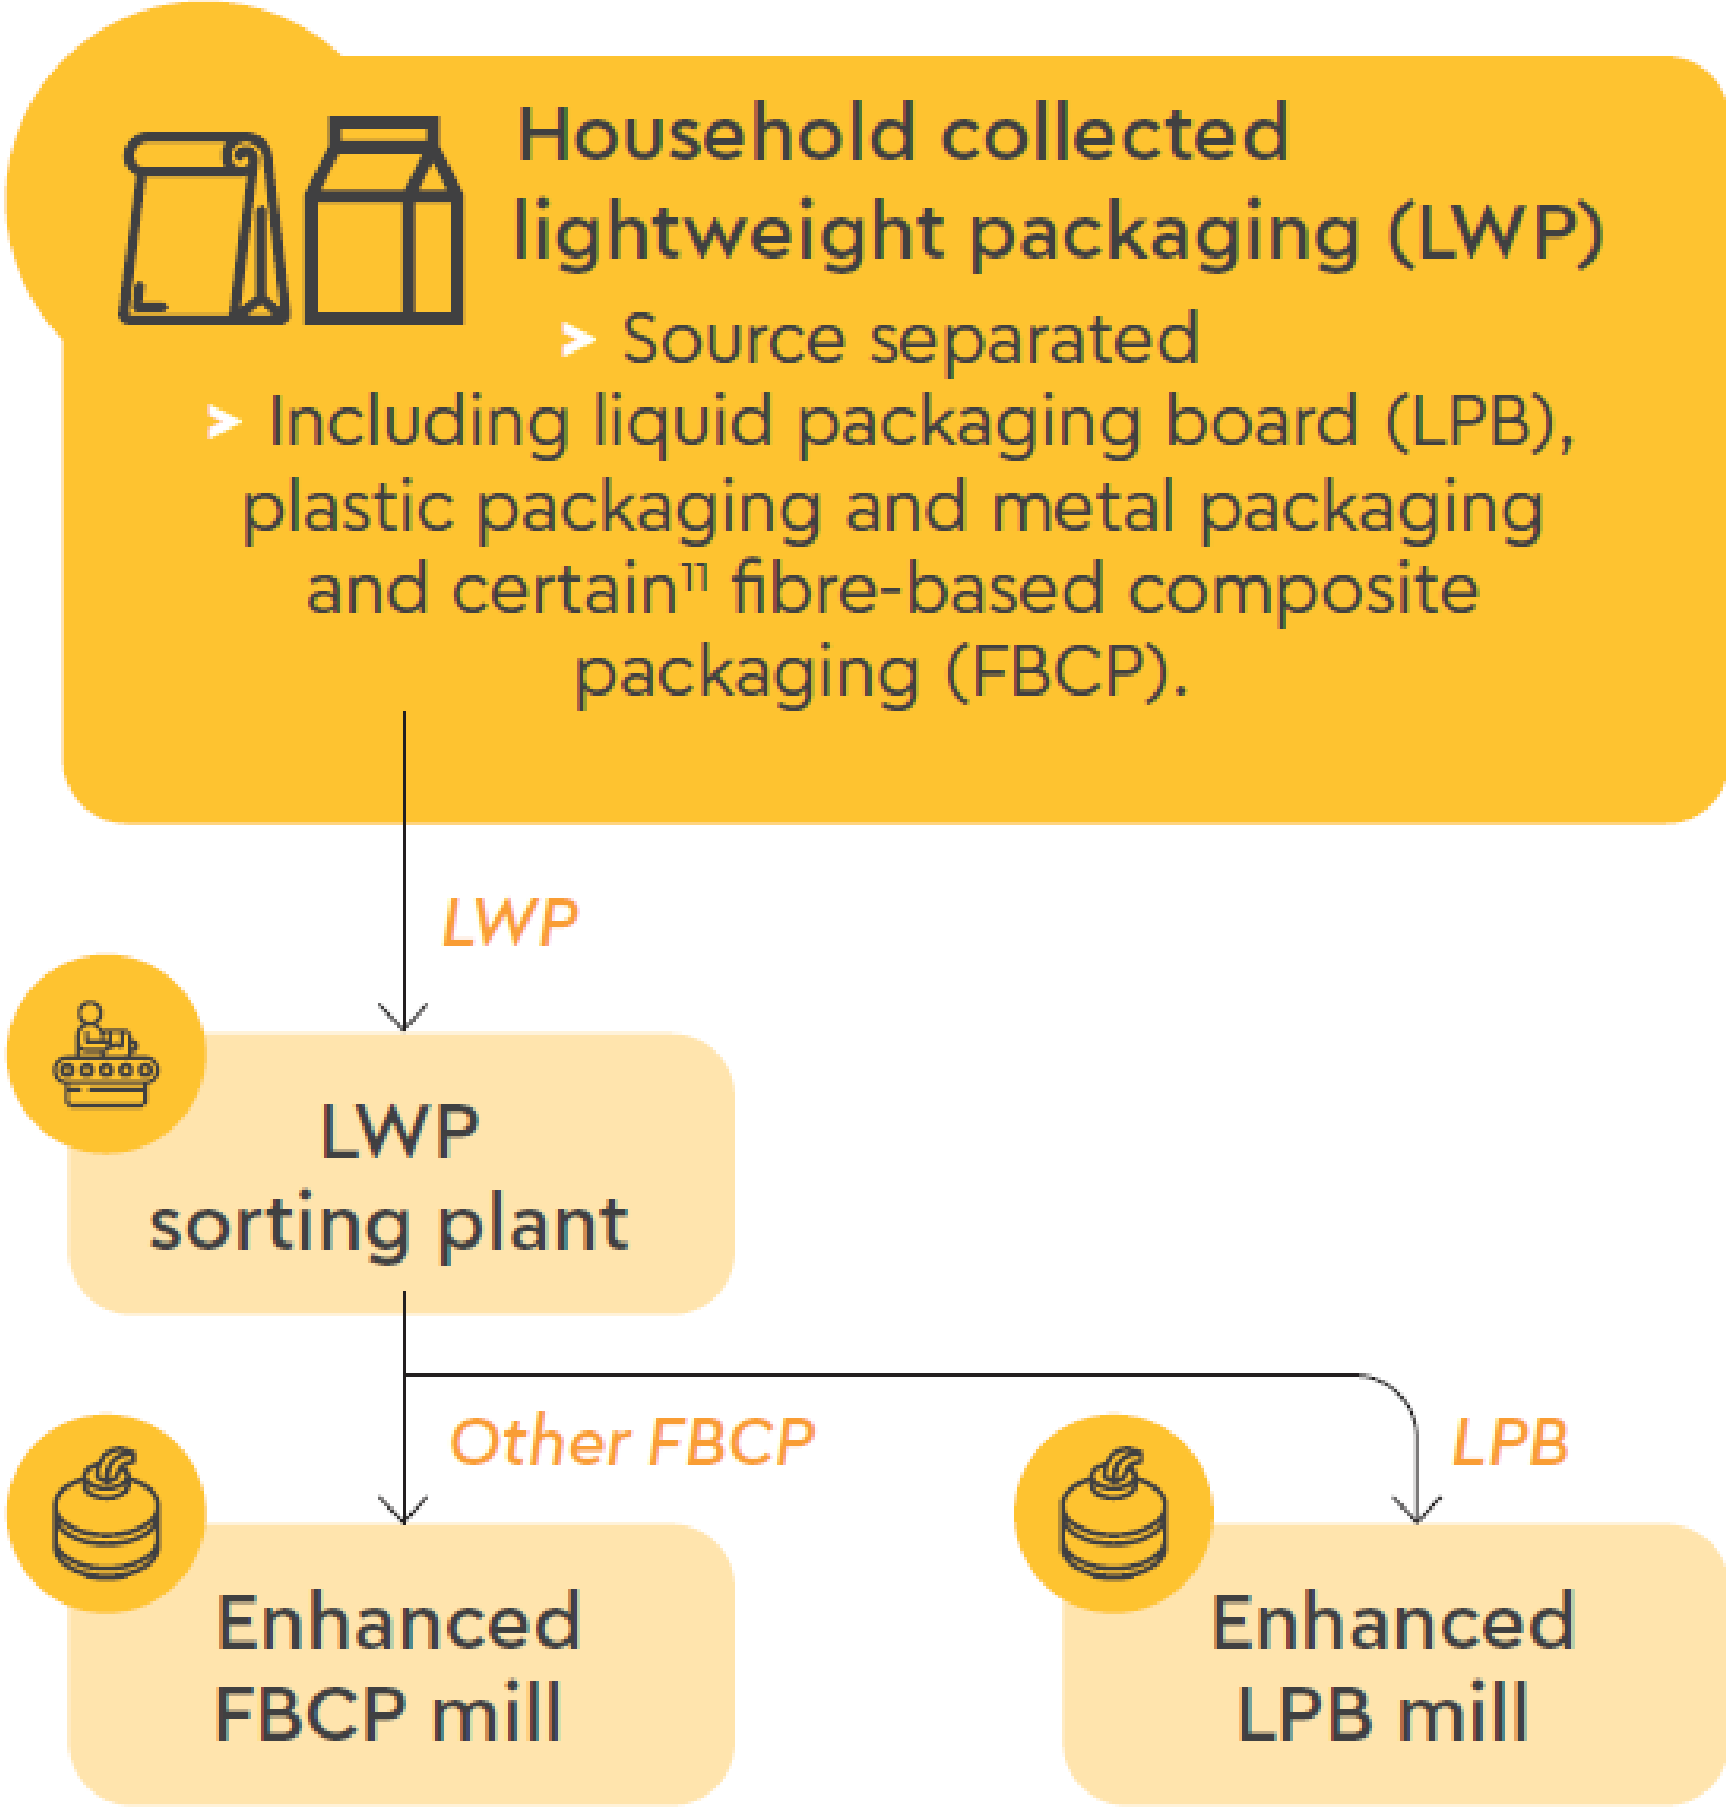 Household collected
lightweight packaging (LWP)
> Source separated
> Including liquid packaging board (LPB),
plastic packaging and metal packaging
and certain¹¹ fibre-based composite
packaging (FBCP).
LWP
LWP
sorting plant
Other FBCP
LPB
Enhanced
FBCP mill
Enhanced
LPB mill